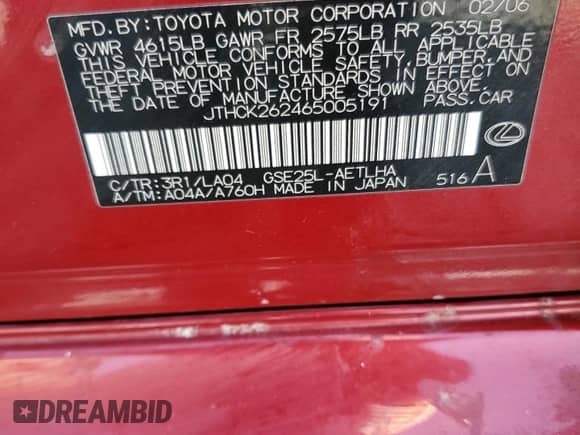 MFD.BY:TOYOTA MOTOR CORPORATION 02/06
GVWR 4615LB GAWR FR 2575LB RR 2535LB
THIS VEHICLE CONFORMS TO ALL APPLICABLE
FEDERAL MOTOR VEHICLE SAFETY,BUMPER,AND
THEFT PREVENTION STANDARDS IN EFFECT ON
THE DATE OF MANUFACTURE SHOWN ABOVE.
JTHCK262465005191 PASS.CAR
C/TR:3R1/LA04 GSE25L-AETLHA
A/TM:A04A/A760H MADE IN JAPAN 516 A
DREAMBID